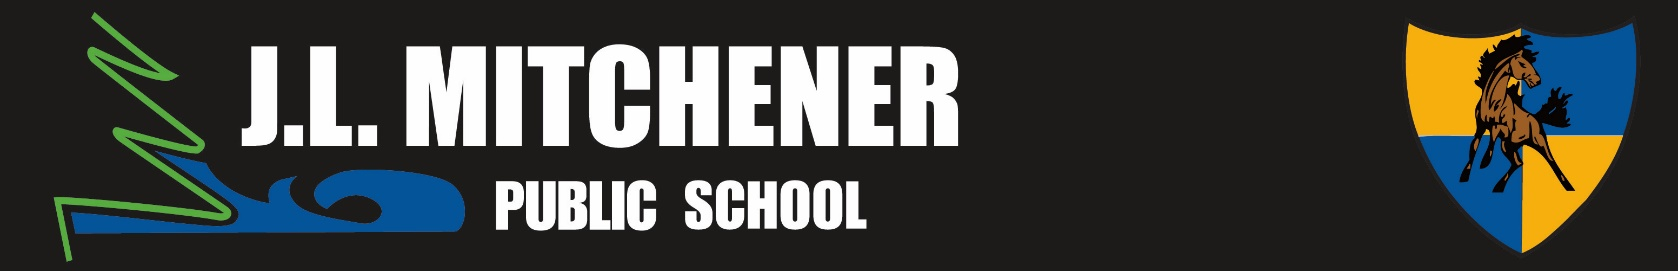 J.L. MITCHENER
PUBLIC SCHOOL